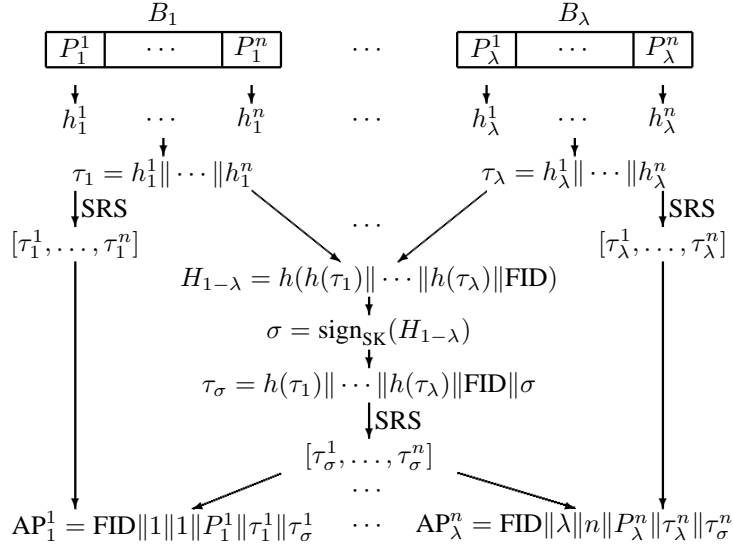 B_1 B_λ
P_1^1 ⋯ P_1^n ⋯ P_λ^1 ⋯ P_λ^n
h_1^1 ⋯ h_1^n ⋯ h_λ^1 ⋯ h_λ^n
τ_1 = h_1^1‖⋯‖h_1^n τ_λ = h_λ^1‖⋯‖h_λ^n
SRS SRS
⋯
[τ_1^1, …, τ_1^n] [τ_λ^1, …, τ_λ^n]
H_{1−λ} = h(h(τ_1)‖⋯‖h(τ_λ)‖FID)
σ = sign_{SK}(H_{1−λ})
τ_σ = h(τ_1)‖⋯‖h(τ_λ)‖FID‖σ
SRS
[τ_σ^1, …, τ_σ^n]
⋯
AP_1^1 = FID‖1‖1‖P_1^1‖τ_1^1‖τ_σ^1 ⋯ AP_λ^n = FID‖λ‖n‖P_λ^n‖τ_λ^n‖τ_σ^n